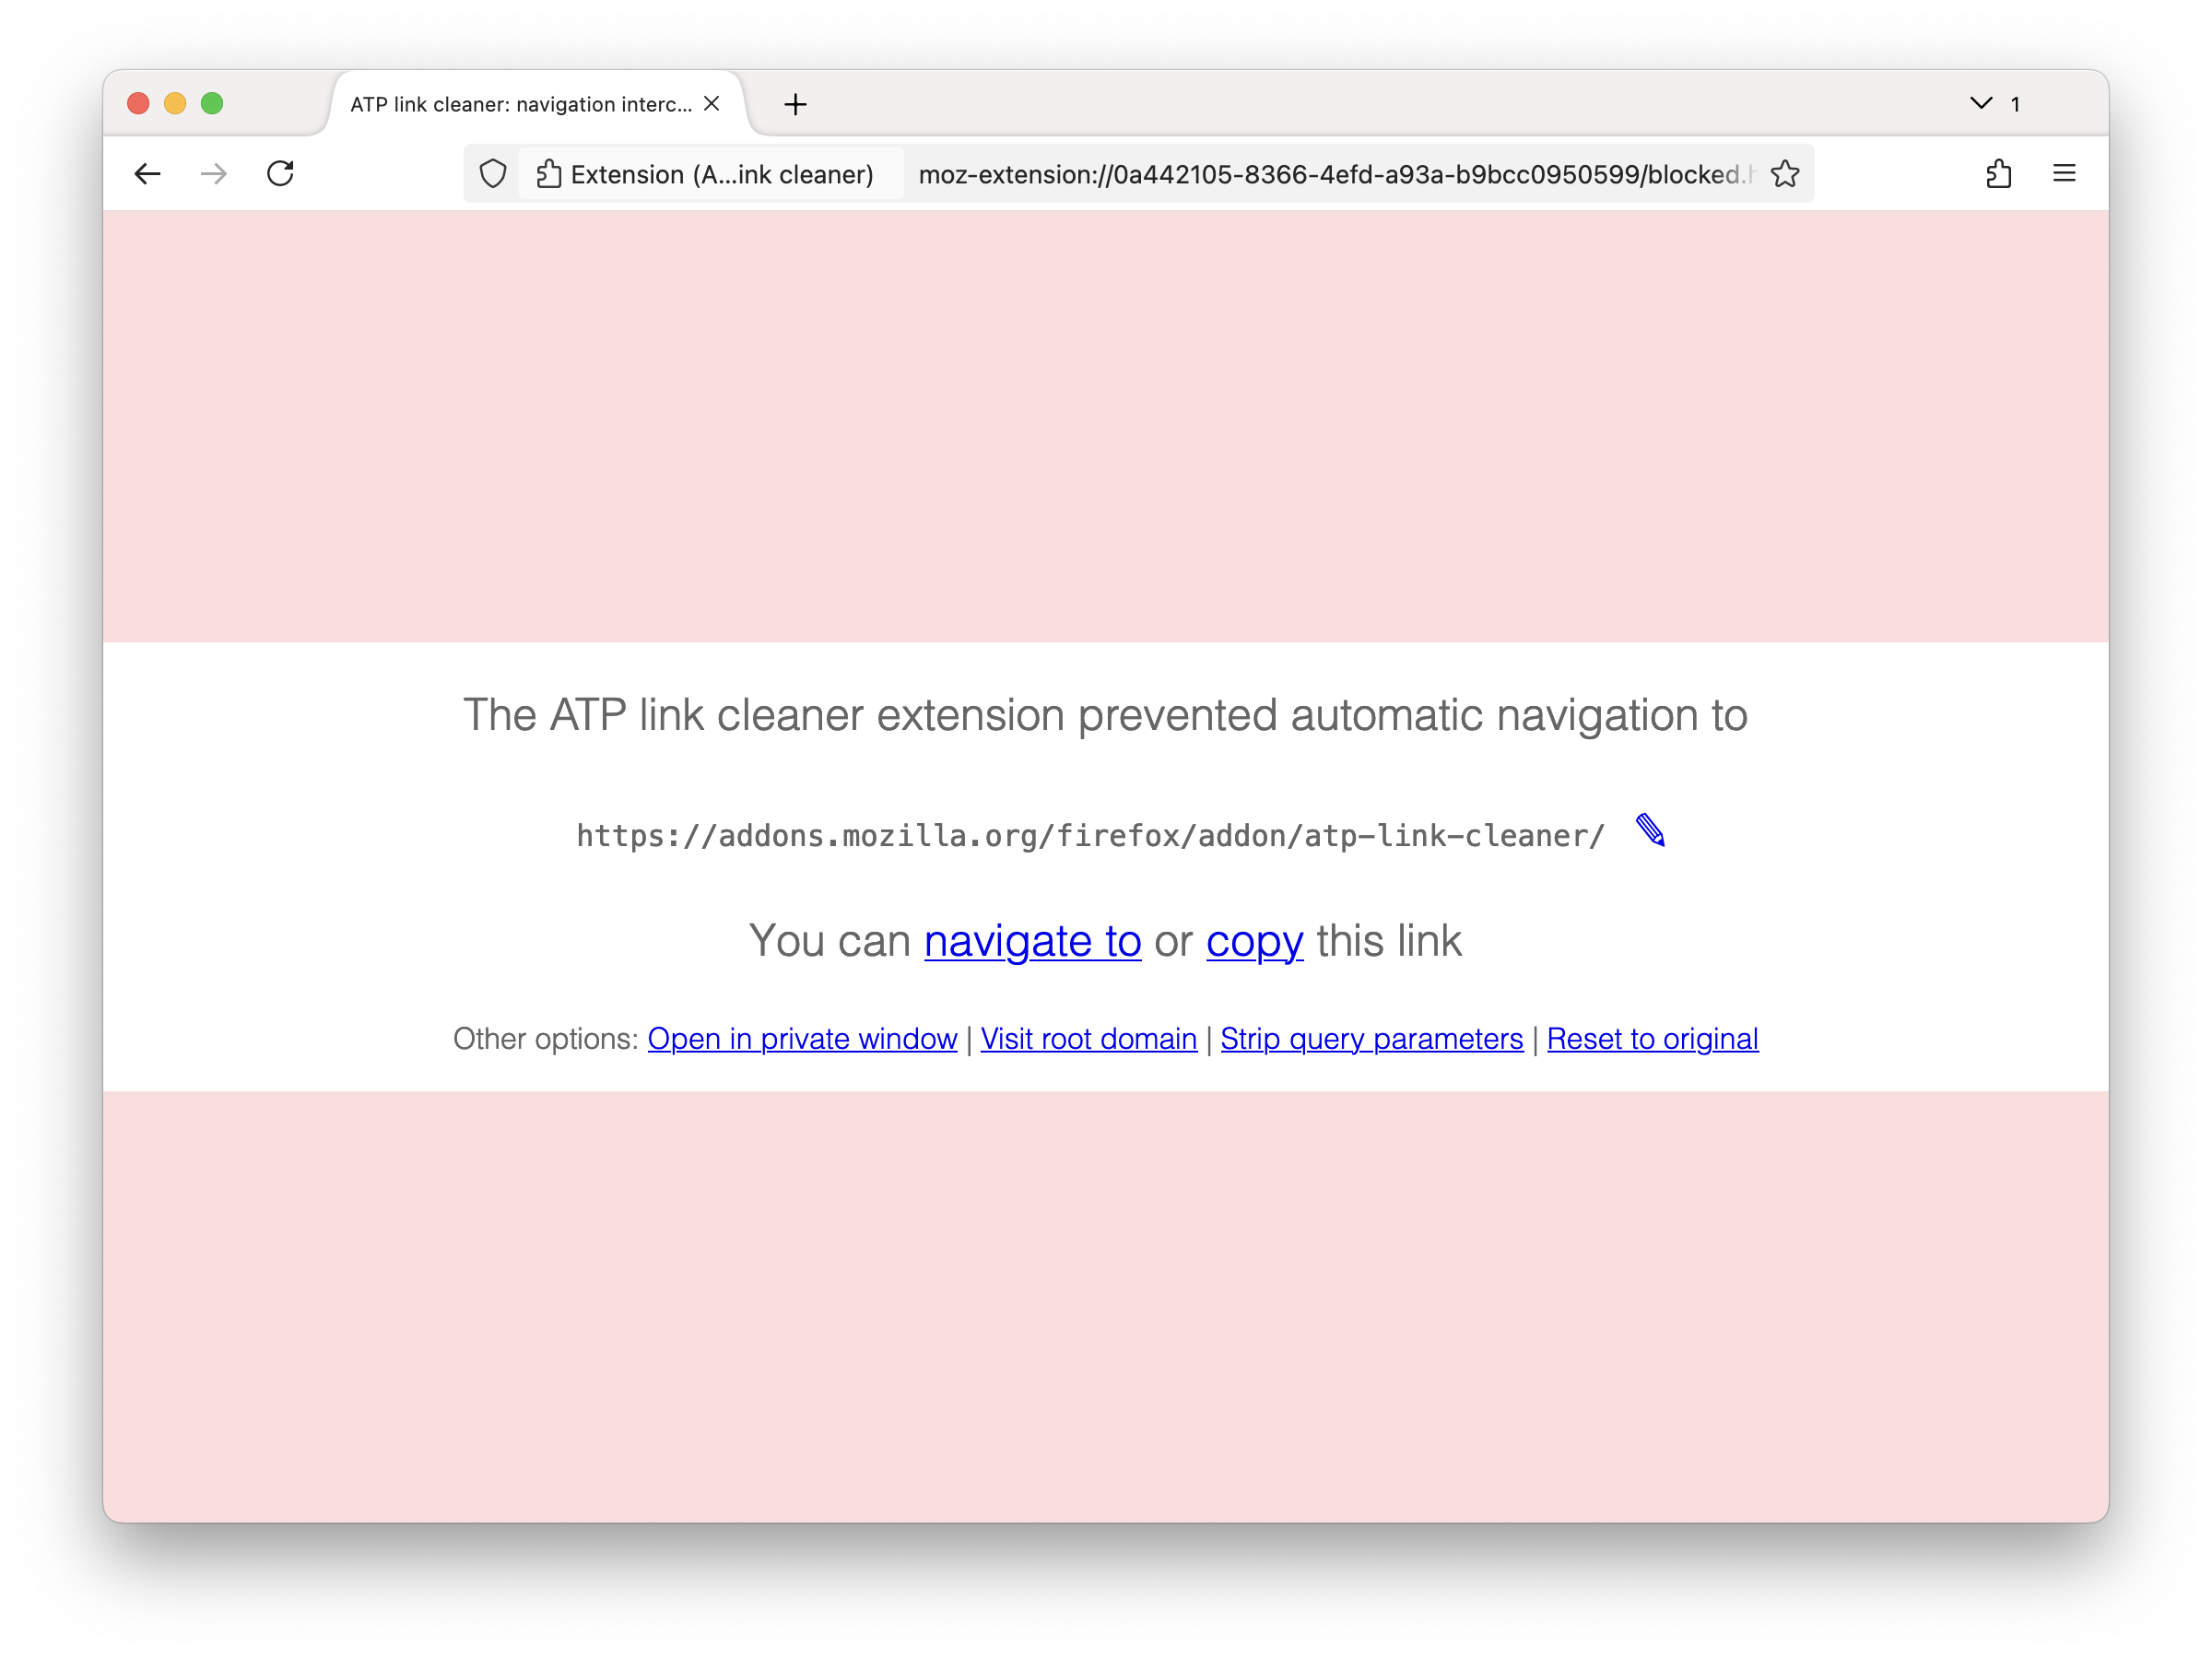 ATP link cleaner: navigation interc...
1
Extension (A...ink cleaner) moz-extension://0a442105-8366-4efd-a93a-b9bcc0950599/blocked.h
The ATP link cleaner extension prevented automatic navigation to
https://addons.mozilla.org/firefox/addon/atp-link-cleaner/
You can navigate to or copy this link
Other options: Open in private window | Visit root domain | Strip query parameters | Reset to original